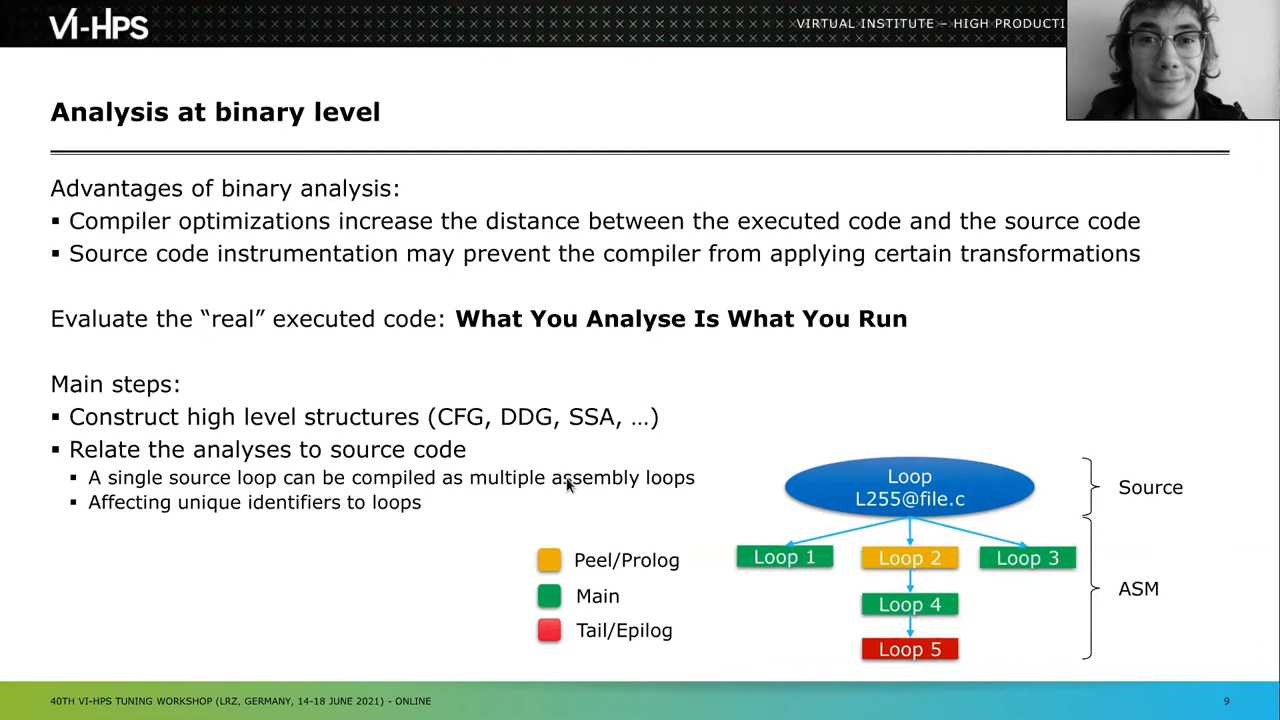 VI-HPS
VIRTUAL INSTITUTE – HIGH PRODUCTI
Analysis at binary level
Advantages of binary analysis:
▪ Compiler optimizations increase the distance between the executed code and the source code
▪ Source code instrumentation may prevent the compiler from applying certain transformations
Evaluate the “real” executed code: What You Analyse Is What You Run
Main steps:
▪ Construct high level structures (CFG, DDG, SSA, …)
▪ Relate the analyses to source code
▪ A single source loop can be compiled as multiple assembly loops
▪ Affecting unique identifiers to loops
Loop
L255@file.c
Source
Peel/Prolog
Main
Tail/Epilog
Loop 1
Loop 2
Loop 3
Loop 4
Loop 5
ASM
40TH VI-HPS TUNING WORKSHOP (LRZ, GERMANY, 14-18 JUNE 2021) - ONLINE
9